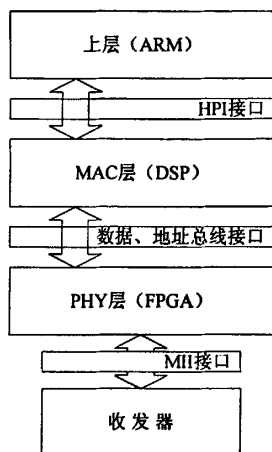 上层（ARM）
HPI接口
MAC层（DSP）
数据、地址总线接口
PHY层（FPGA）
MII接口
收发器